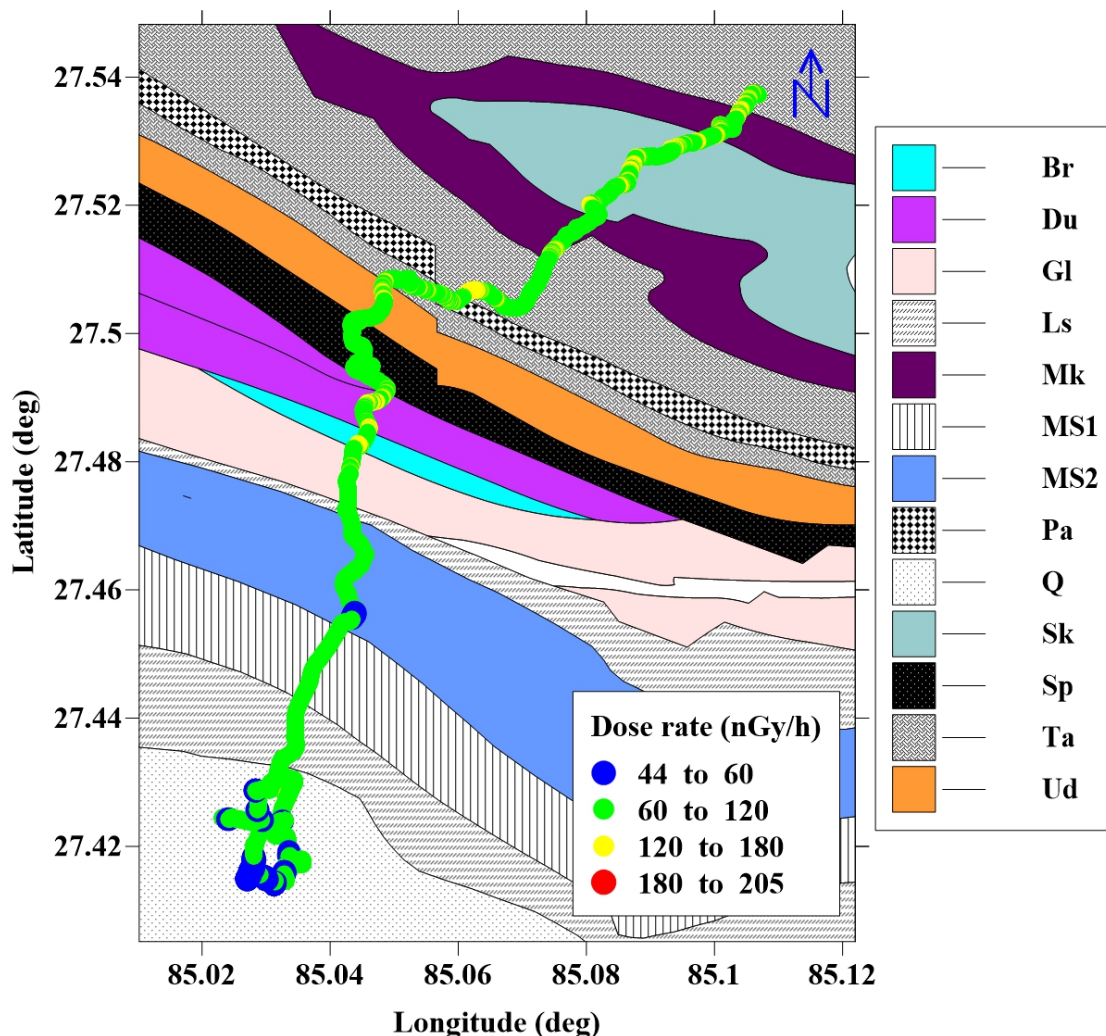 27.54
27.52
27.5
27.48
27.46
27.44
27.42
Latitude (deg)
85.02
85.04
85.06
85.08
85.1
85.12
Longitude (deg)
N
Dose rate (nGy/h)
44 to 60
60 to 120
120 to 180
180 to 205
Br
Du
Gl
Ls
Mk
MS1
MS2
Pa
Q
Sk
Sp
Ta
Ud